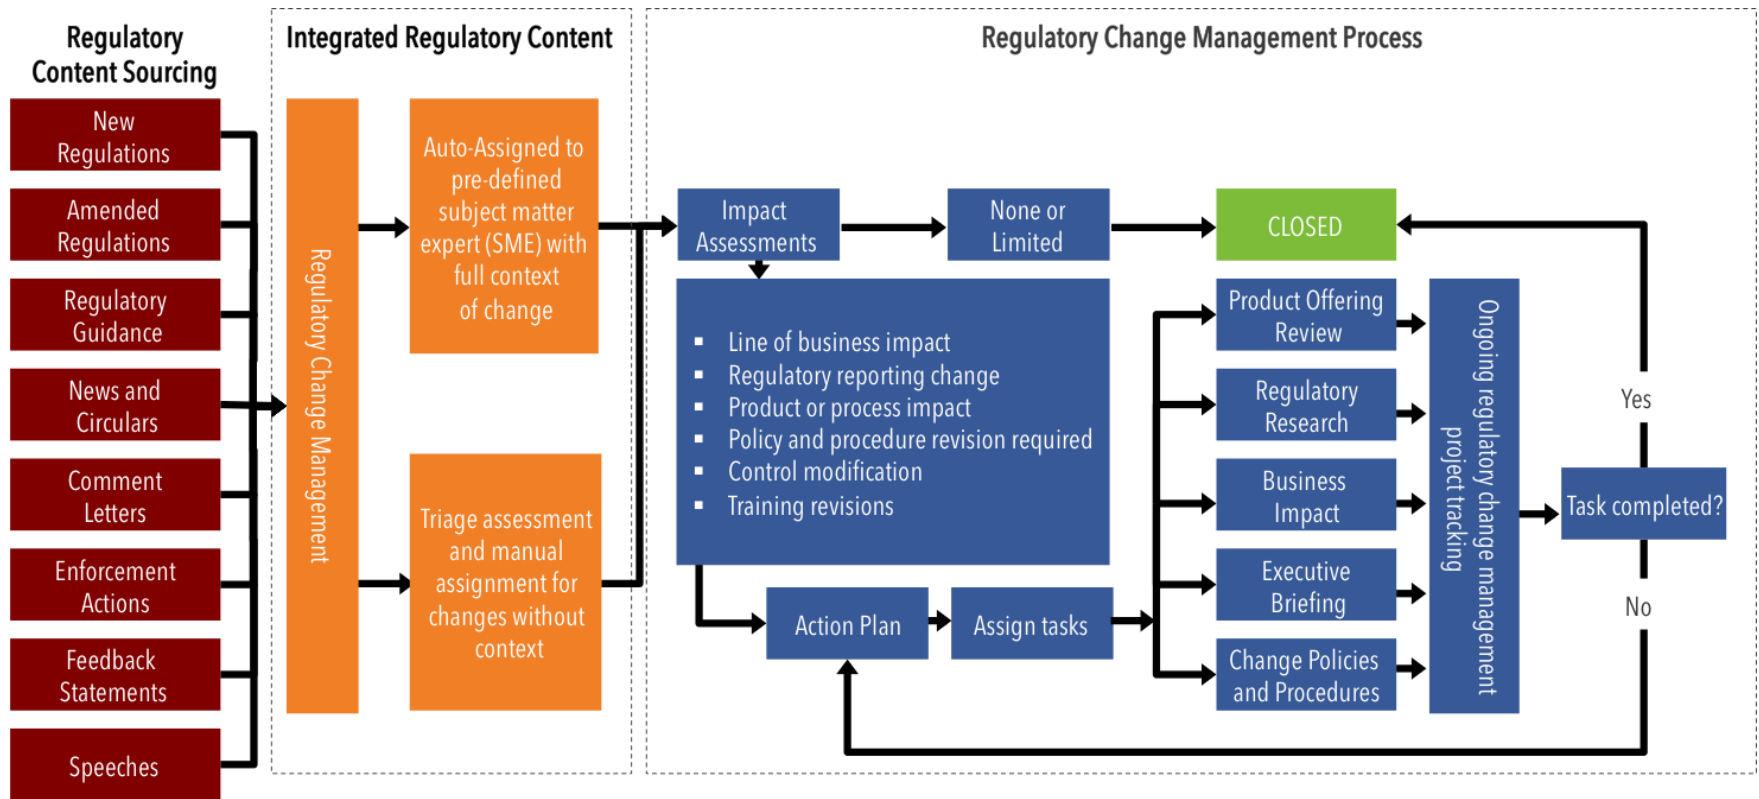 Regulatory
Content Sourcing
New
Regulations
Amended
Regulations
Regulatory
Guidance
News and
Circulars
Comment
Letters
Enforcement
Actions
Feedback
Statements
Speeches
Integrated Regulatory Content
Regulatory Change Management
Auto-Assigned to
pre-defined
subject matter
expert (SME) with
full context
of change
Triage assessment
and manual
assignment for
changes without
context
Regulatory Change Management Process
Impact
Assessments
None or
Limited
CLOSED
▪ Line of business impact
▪ Regulatory reporting change
▪ Product or process impact
▪ Policy and procedure revision required
▪ Control modification
▪ Training revisions
Action Plan
Assign tasks
Product Offering
Review
Regulatory
Research
Business
Impact
Executive
Briefing
Change Policies
and Procedures
Ongoing regulatory change management
project tracking
Yes
Task completed?
No